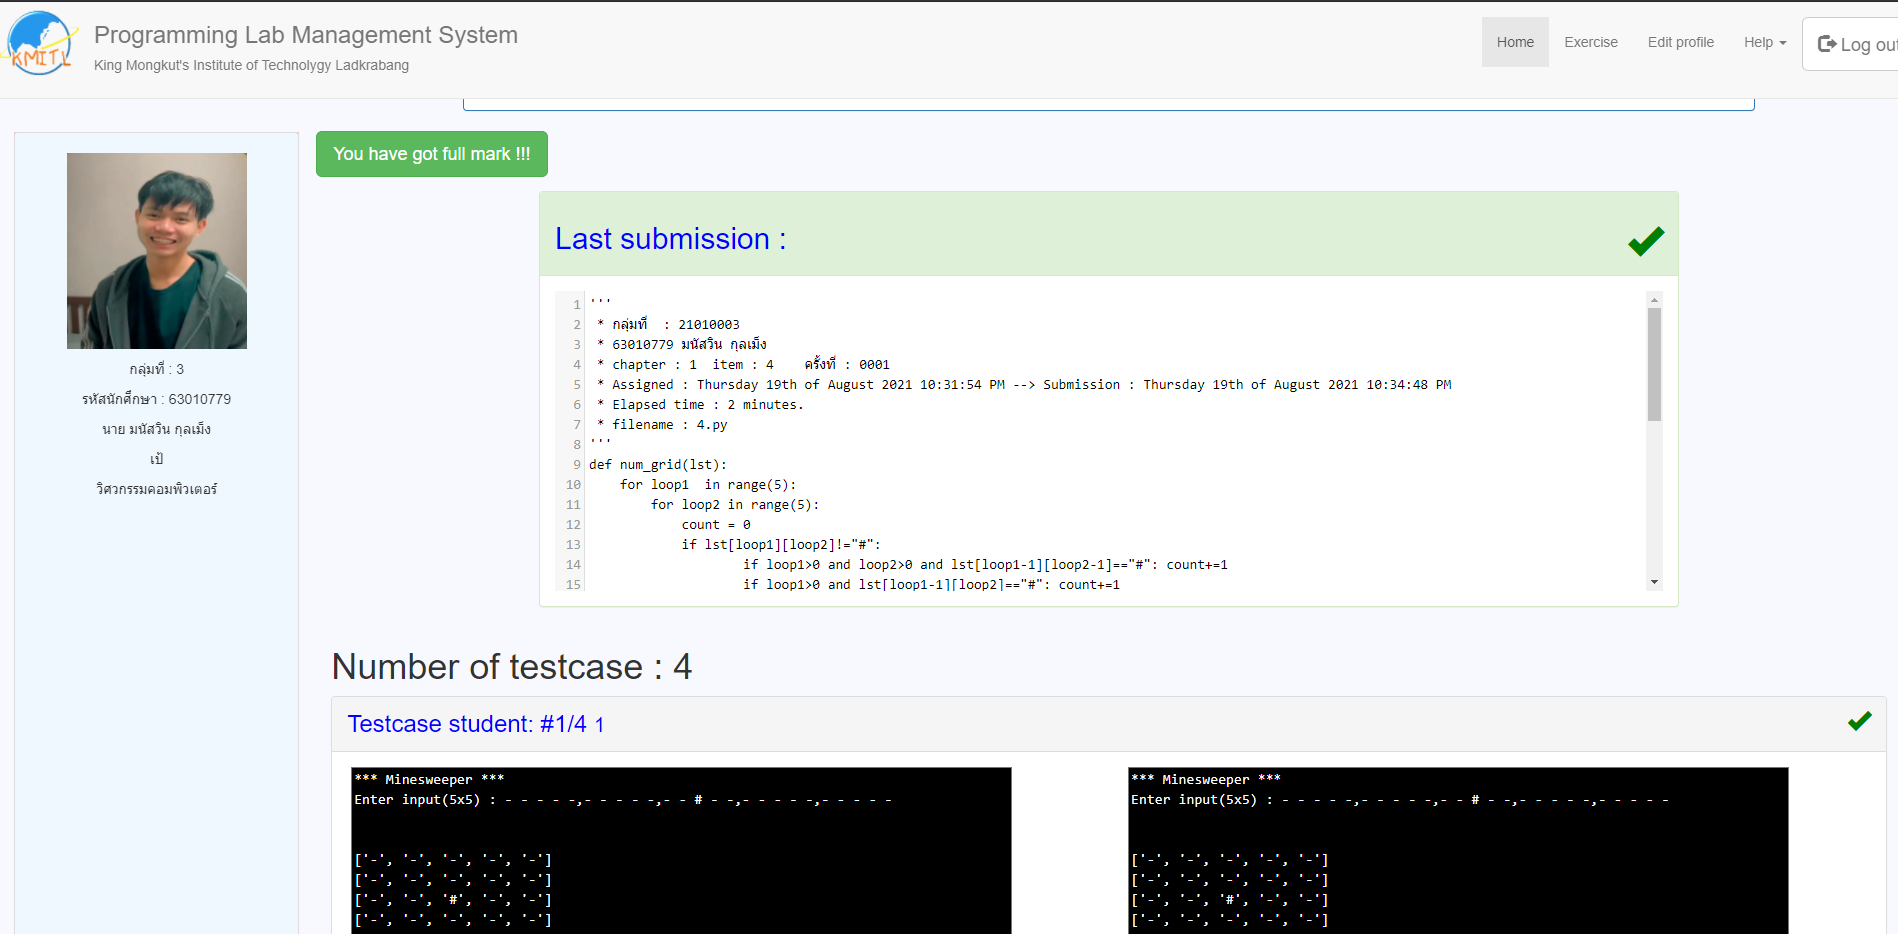 KMITL
Programming Lab Management System
King Mongkut's Institute of Technolygy Ladkrabang
Home
Exercise
Edit profile
Help
Log out
กลุ่มที่ : 3
รหัสนักศึกษา : 63010779
นาย มนัสวิน กุลเม็ง
เป้
วิศวกรรมคอมพิวเตอร์
You have got full mark !!!
Last submission :
1 '''
2  * กลุ่มที่  : 21010003
3  * 63010779 มนัสวิน กุลเม็ง
4  * chapter : 1  item : 4    ครั้งที่ : 0001
5  * Assigned : Thursday 19th of August 2021 10:31:54 PM --> Submission : Thursday 19th of August 2021 10:34:48 PM
6  * Elapsed time : 2 minutes.
7  * filename : 4.py
8 '''
9 def num_grid(lst):
10     for loop1  in range(5):
11         for loop2 in range(5):
12             count = 0
13             if lst[loop1][loop2]!="#":
14                     if loop1>0 and loop2>0 and lst[loop1-1][loop2-1]=="#": count+=1
15                     if loop1>0 and lst[loop1-1][loop2]=="#": count+=1
Number of testcase : 4
Testcase student: #1/4 1
*** Minesweeper ***
Enter input(5x5) : - - - - -,- - - - -,- - # - -,- - - - -,- - - - -
['-', '-', '-', '-', '-']
['-', '-', '-', '-', '-']
['-', '-', '#', '-', '-']
['-', '-', '-', '-', '-']
*** Minesweeper ***
Enter input(5x5) : - - - - -,- - - - -,- - # - -,- - - - -,- - - - -
['-', '-', '-', '-', '-']
['-', '-', '-', '-', '-']
['-', '-', '#', '-', '-']
['-', '-', '-', '-', '-']